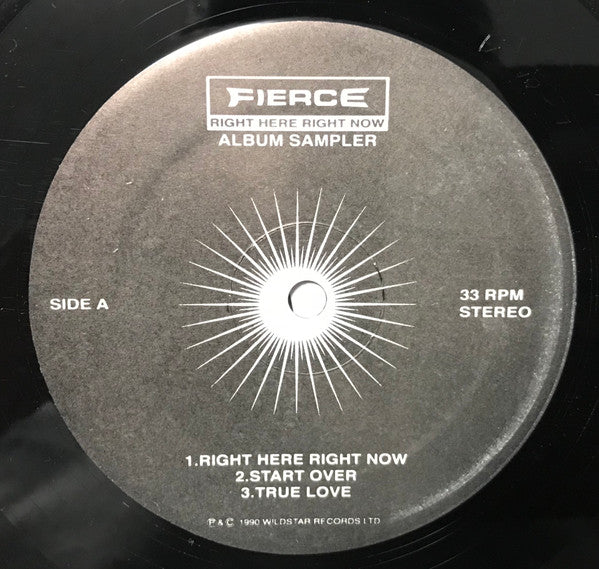 FIERCE
RIGHT HERE RIGHT NOW
ALBUM SAMPLER
SIDE A
33 RPM
STEREO
1.RIGHT HERE RIGHT NOW
2.START OVER
3.TRUE LOVE
P & C 1990 WILDSTAR RECORDS LTD